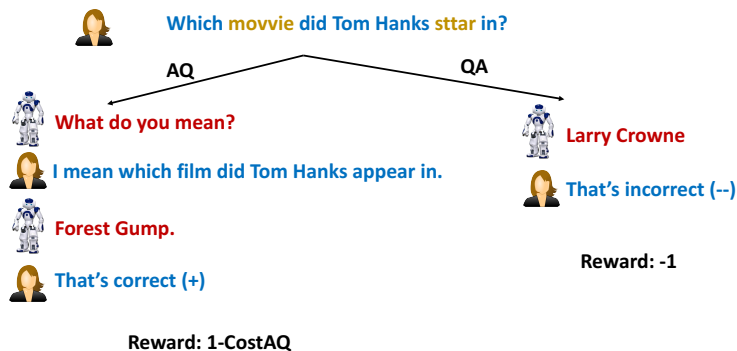 Which movvie did Tom Hanks sttar in?
AQ
QA
What do you mean?
I mean which film did Tom Hanks appear in.
Forest Gump.
That's correct (+)
Reward: 1-CostAQ
Larry Crowne
That's incorrect (--)
Reward: -1